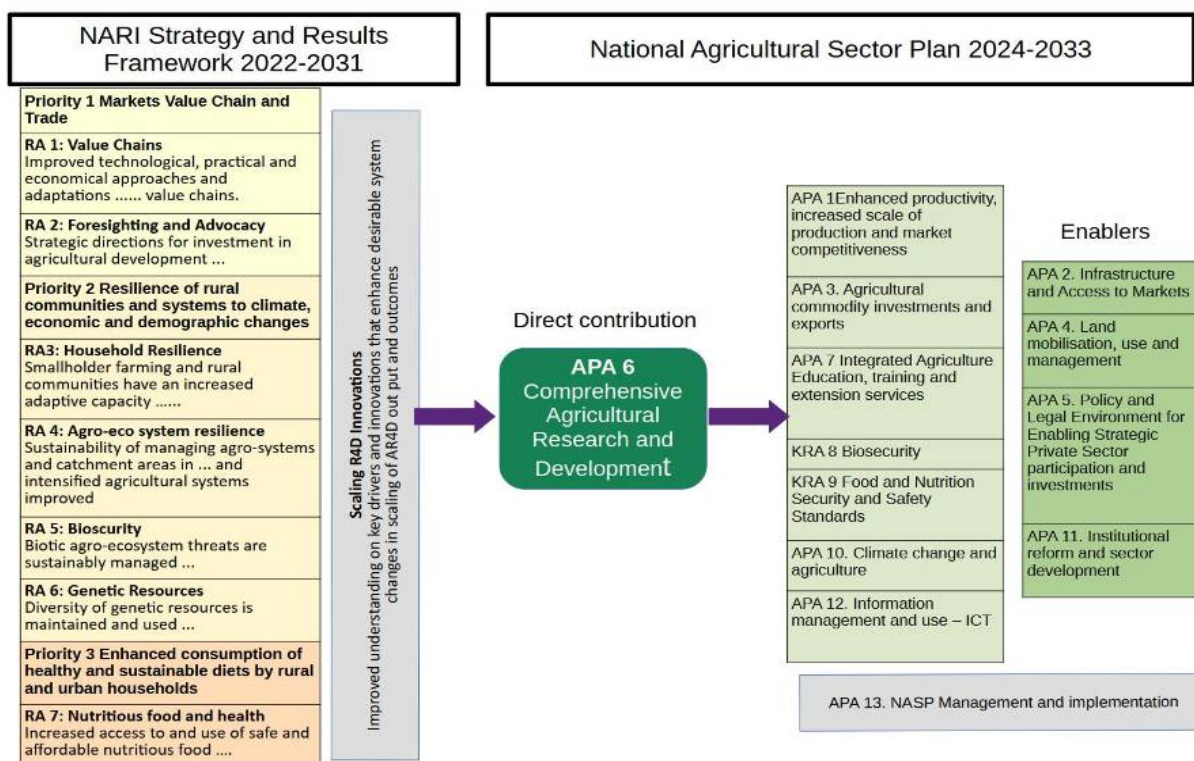 NARI Strategy and Results
Framework 2022-2031
Priority 1 Markets Value Chain and
Trade
RA 1: Value Chains
Improved technological, practical and
economical approaches and
adaptations ...... value chains.
RA 2: Foresighting and Advocacy
Strategic directions for investment in
agricultural development ...
Priority 2 Resilience of rural
communities and systems to climate,
economic and demographic changes
RA3: Household Resilience
Smallholder farming and rural
communities have an increased
adaptive capacity ......
RA 4: Agro-eco system resilience
Sustainability of managing agro-systems
and catchment areas in ... and
intensified agricultural systems
improved
RA 5: Bioscurity
Biotic agro-ecosystem threats are
sustainably managed ...
RA 6: Genetic Resources
Diversity of genetic resources is
maintained and used ...
Priority 3 Enhanced consumption of
healthy and sustainable diets by rural
and urban households
RA 7: Nutritious food and health
Increased access to and use of safe and
affordable nutritious food ....
Scaling R4D Innovations
Improved understanding on key drivers and innovations that enhance desirable system
changes in scaling of AR4D out put and outcomes
National Agricultural Sector Plan 2024-2033
Direct contribution
APA 6
Comprehensive
Agricultural
Research and
Development
APA 1Enhanced productivity,
increased scale of
production and market
competitiveness
APA 3. Agricultural
commodity investments and
exports
APA 7 Integrated Agriculture
Education, training and
extension services
KRA 8 Biosecurity
KRA 9 Food and Nutrition
Security and Safety
Standards
APA 10. Climate change and
agriculture
APA 12. Information
management and use – ICT
Enablers
APA 2. Infrastructure
and Access to Markets
APA 4. Land
mobilisation, use and
management
APA 5. Policy and
Legal Environment for
Enabling Strategic
Private Sector
participation and
investments
APA 11. Institutional
reform and sector
development
APA 13. NASP Management and implementation